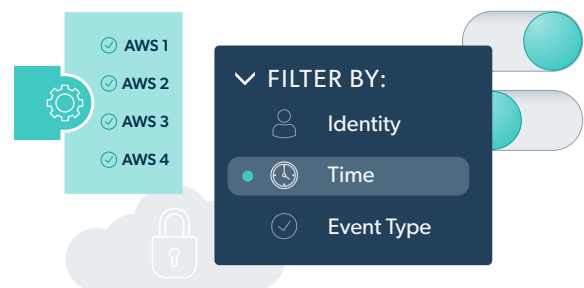 AWS 1
AWS 2
AWS 3
AWS 4
FILTER BY:
Identity
Time
Event Type